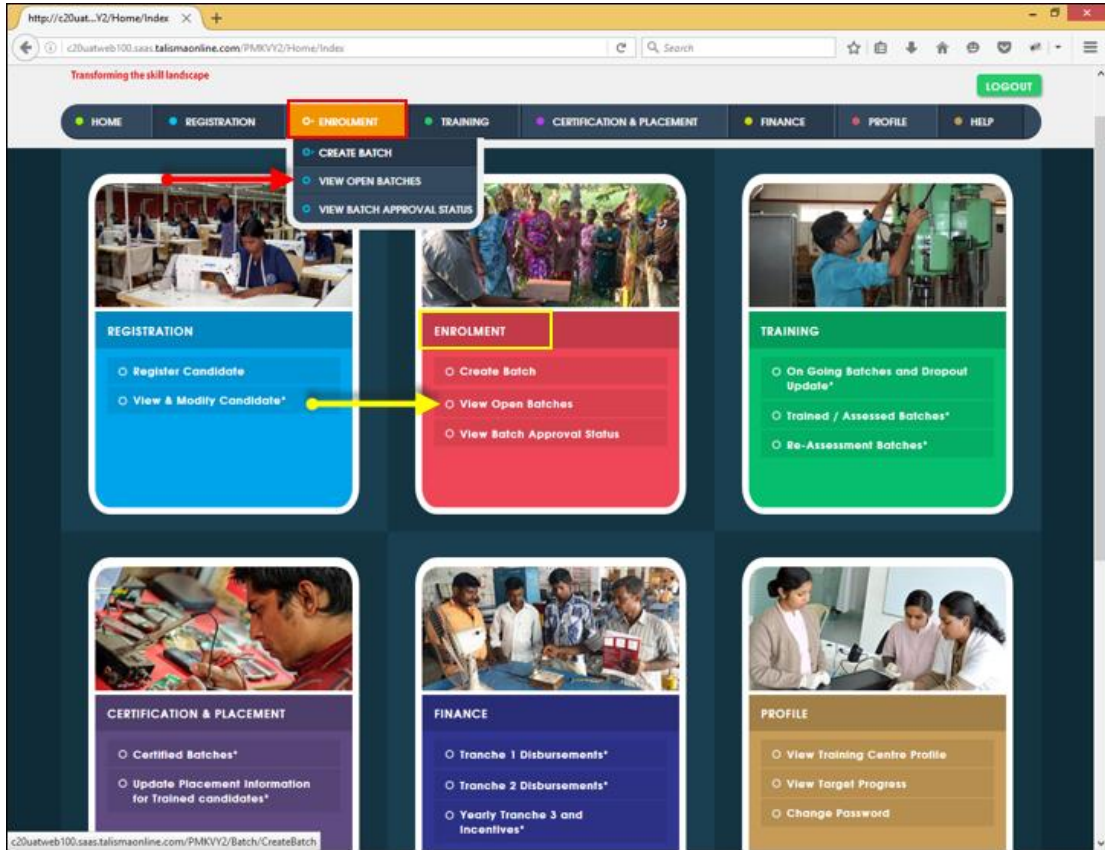 http://c20uat...Y2/Home/Index
c20uatweb100.saas.talismaonline.com/PMKVY2/Home/Index
Search
Transforming the skill landscape
LOGOUT
HOME REGISTRATION ENROLMENT TRAINING CERTIFICATION & PLACEMENT FINANCE PROFILE HELP
CREATE BATCH
VIEW OPEN BATCHES
VIEW BATCH APPROVAL STATUS
REGISTRATION
Register Candidate
View & Modify Candidate*
ENROLMENT
Create Batch
View Open Batches
View Batch Approval Status
TRAINING
On Going Batches and Dropout
Update*
Trained / Assessed Batches*
Re-Assessment Batches*
CERTIFICATION & PLACEMENT
Certified Batches*
Update Placement Information
for Trained candidates*
FINANCE
Tranche 1 Disbursements*
Tranche 2 Disbursements*
Yearly Tranche 3 and
Incentives*
PROFILE
View Training Centre Profile
View Target Progress
Change Password
c20uatweb100.saas.talismaonline.com/PMKVY2/Batch/CreateBatch